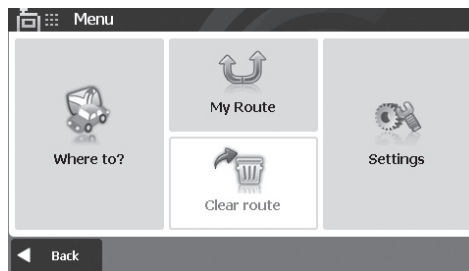 Menu
Where to?
My Route
Clear route
Settings
Back